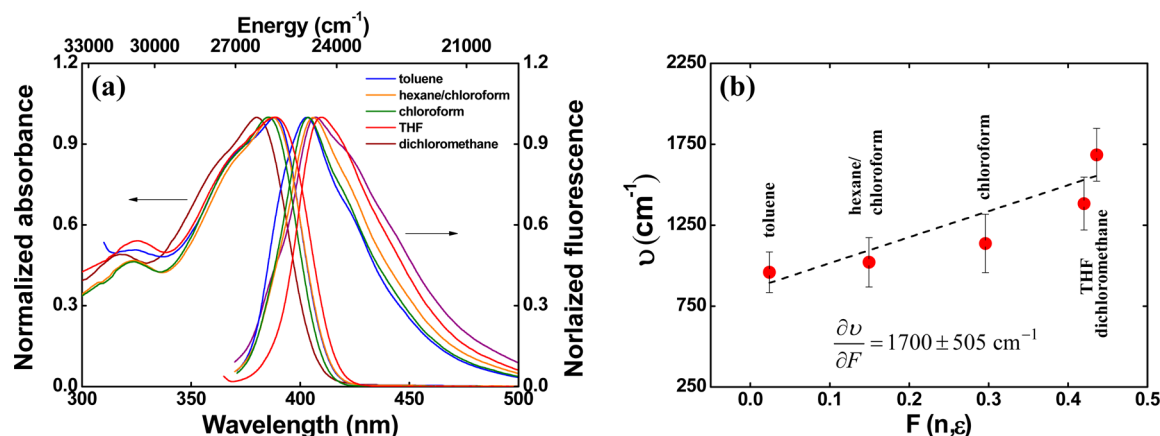 Energy (cm⁻¹)
33000 30000 27000 24000 21000
1.2
0.9
0.6
0.3
0.0
Normalized absorbance
(a)
toluene
hexane/chloroform
chloroform
THF
dichloromethane
1.2
0.9
0.6
0.3
0.0
Norlaized fluorescence
300 350 400 450 500
Wavelength (nm)
2250
1750
1250
750
250
υ (cm⁻¹)
(b)
toluene
hexane/
chloroform
chloroform
THF
dichloromethane
∂υ/∂F = 1700 ± 505 cm⁻¹
0.0 0.1 0.2 0.3 0.4 0.5
F (n,ε)